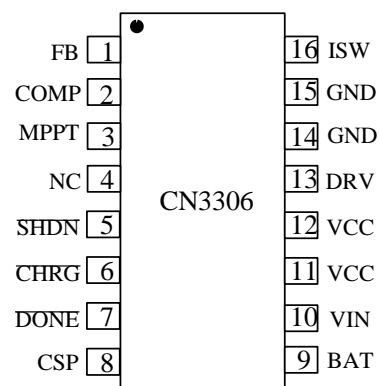 FB 1 16 ISW
COMP 2 15 GND
MPPT 3 14 GND
NC 4 13 DRV
CN3306
SHDN 5 12 VCC
CHRG 6 11 VCC
DONE 7 10 VIN
CSP 8 9 BAT